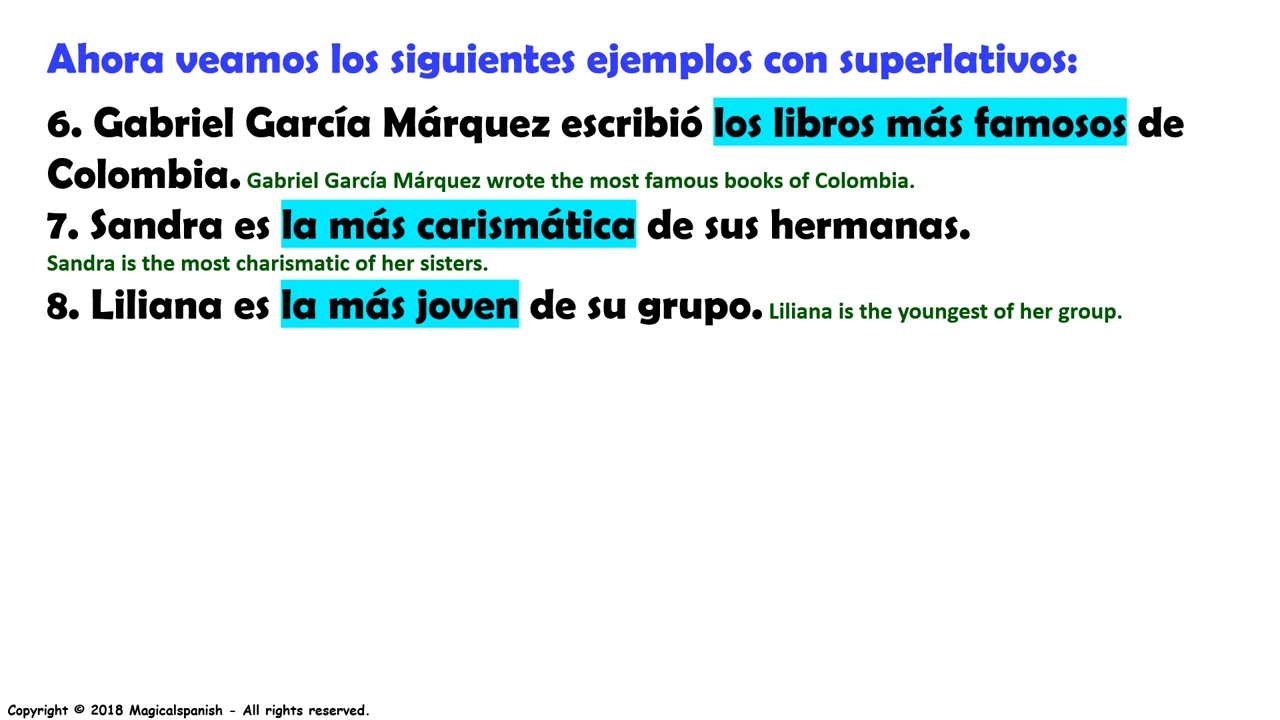 Ahora veamos los siguientes ejemplos con superlativos:
6. Gabriel García Márquez escribió los libros más famosos de
Colombia. Gabriel García Márquez wrote the most famous books of Colombia.
7. Sandra es la más carismática de sus hermanas.
Sandra is the most charismatic of her sisters.
8. Liliana es la más joven de su grupo. Liliana is the youngest of her group.
Copyright © 2018 Magicalspanish - All rights reserved.